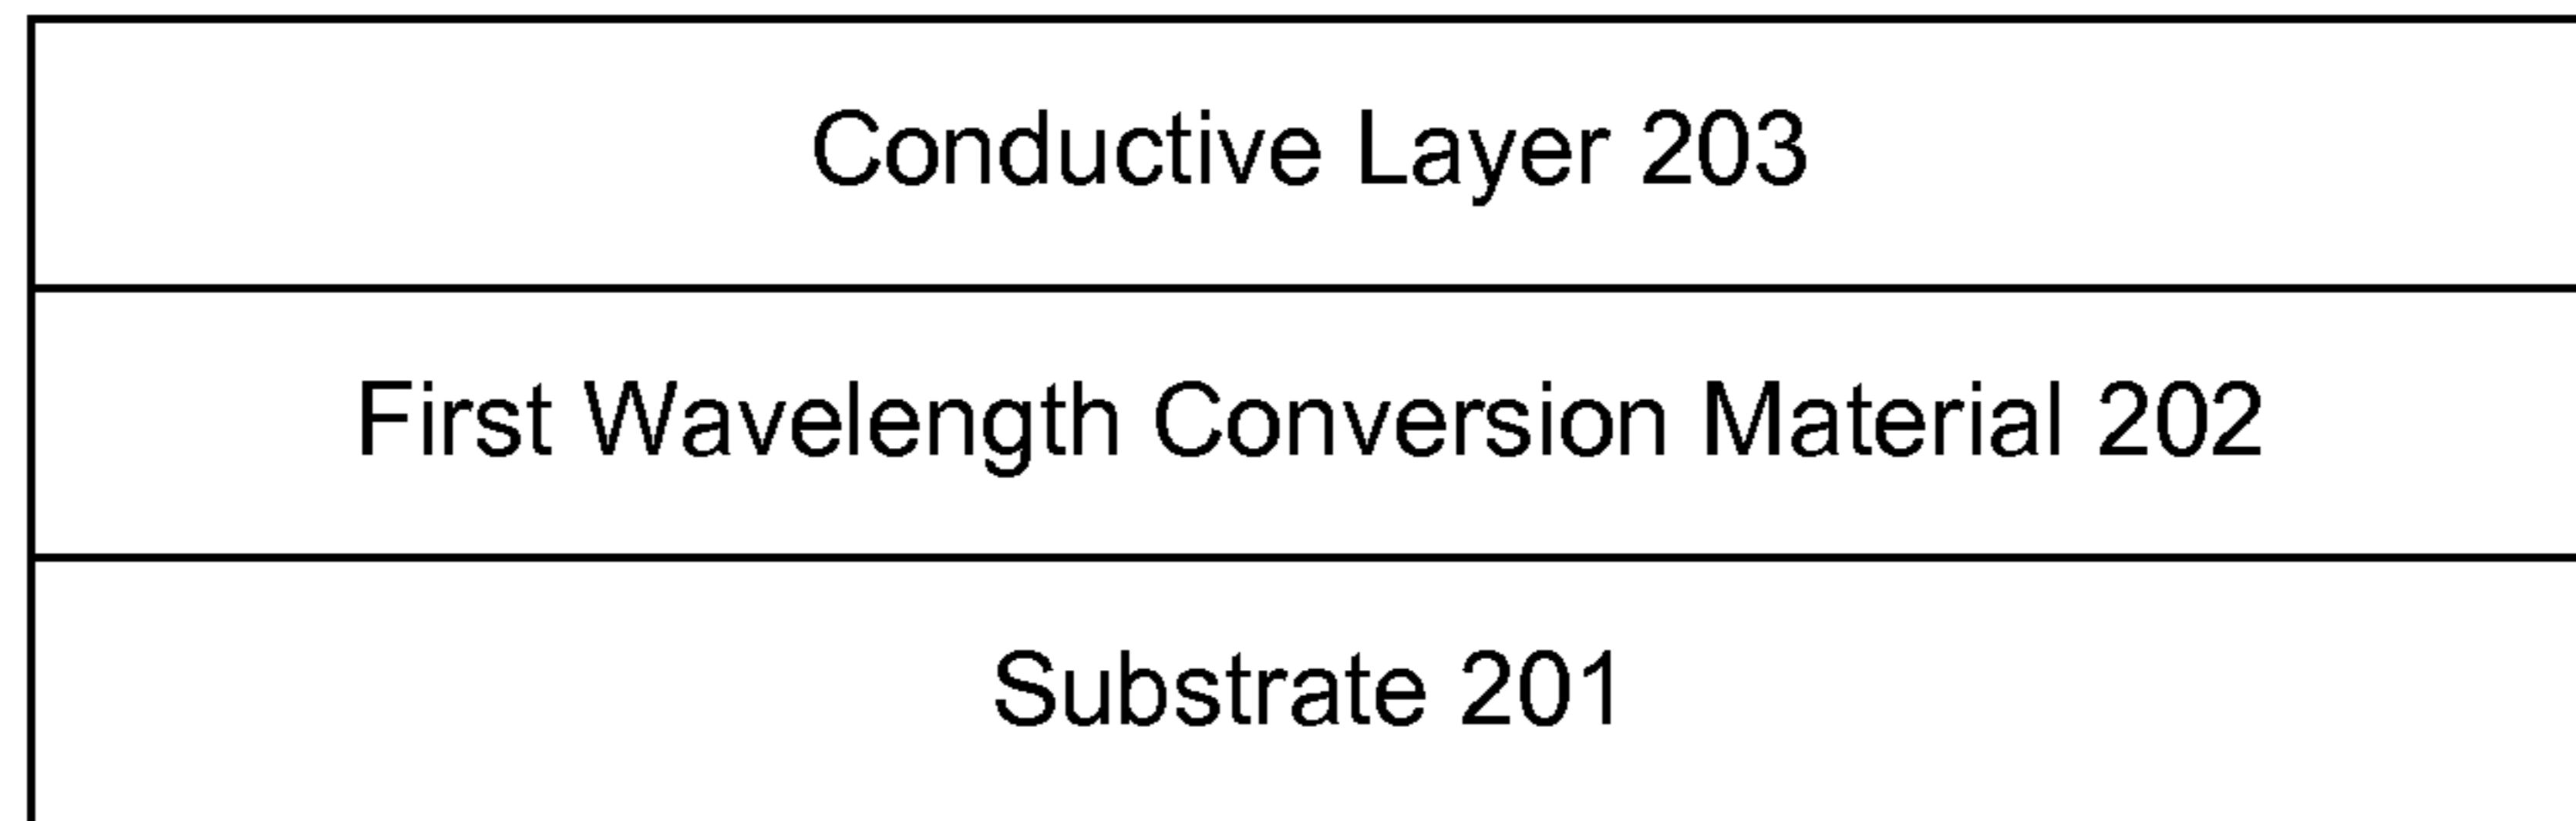 Conductive Layer 203
First Wavelength Conversion Material 202
Substrate 201